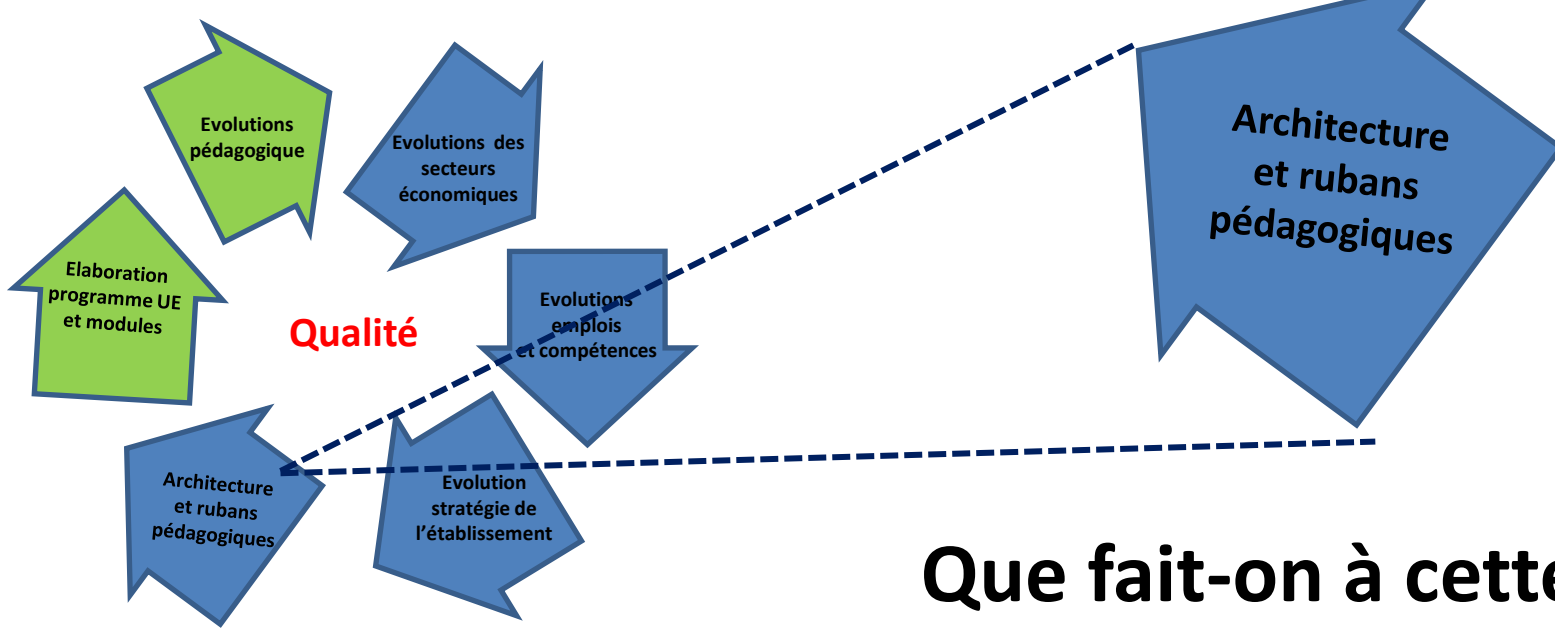 Evolutions
pédagogique
Evolutions des
secteurs
économiques
Evolutions
emplois
et compétences
Evolution
stratégie de
l'établissement
Architecture
et rubans
pédagogiques
Elaboration
programme UE
et modules
Qualité
Architecture
et rubans
pédagogiques
Que fait-on à cette